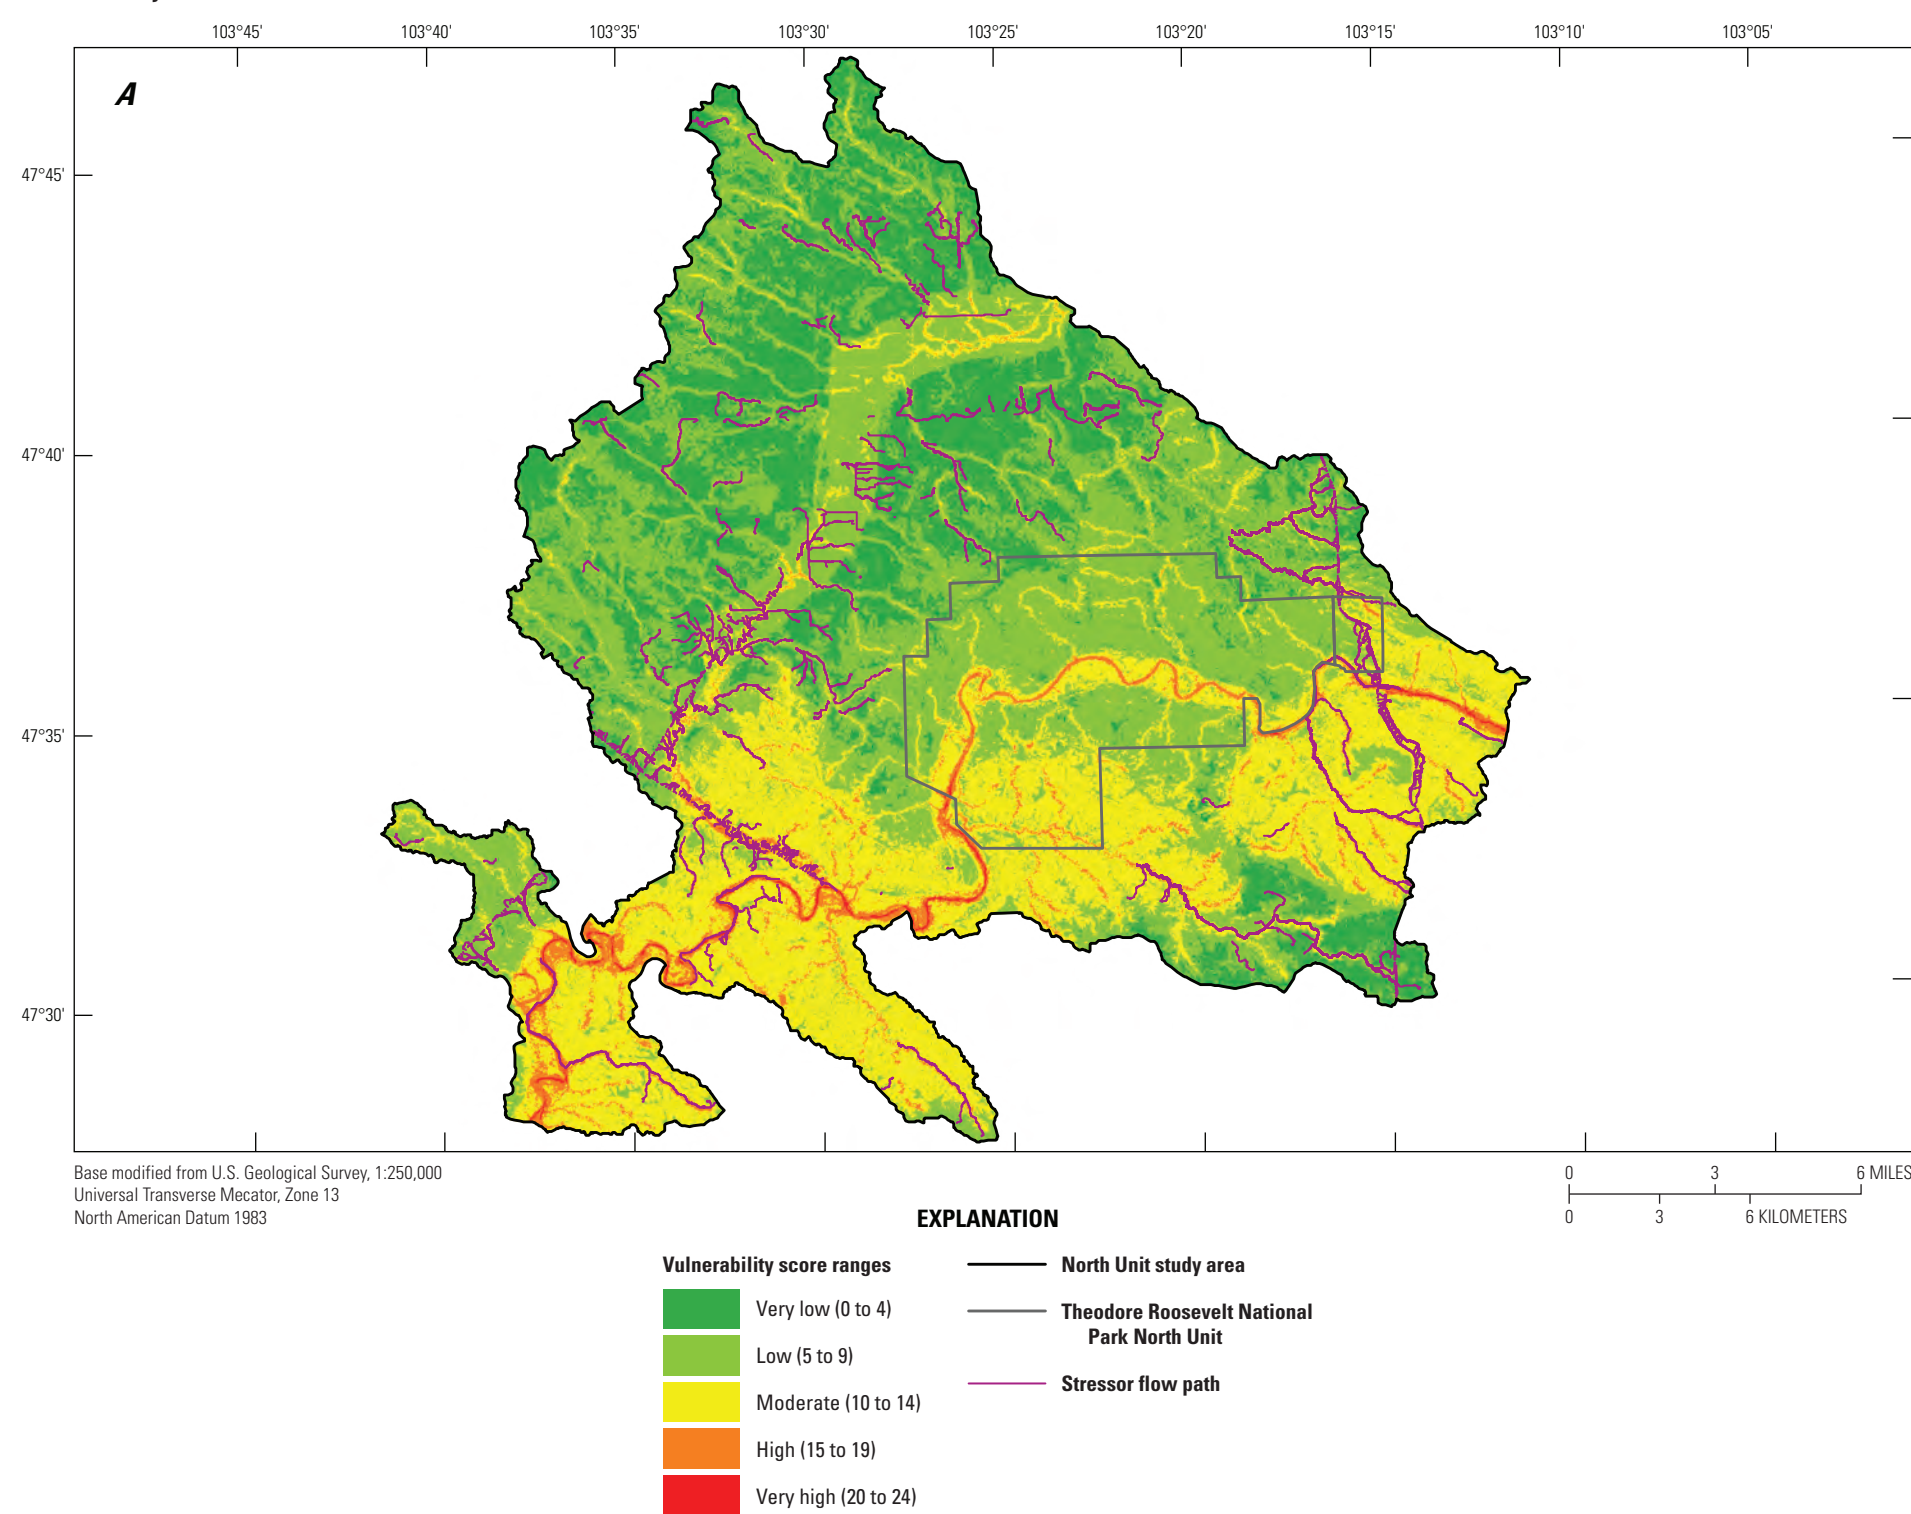 103°45' 103°40' 103°35' 103°30' 103°25' 103°20' 103°15' 103°10' 103°05'
A
47°45'
47°40'
47°35'
47°30'
Base modified from U.S. Geological Survey, 1:250,000
Universal Transverse Mecator, Zone 13
North American Datum 1983
0 3 6 MILES
0 3 6 KILOMETERS
EXPLANATION
Vulnerability score ranges
Very low (0 to 4)
Low (5 to 9)
Moderate (10 to 14)
High (15 to 19)
Very high (20 to 24)
North Unit study area
Theodore Roosevelt National
Park North Unit
Stressor flow path